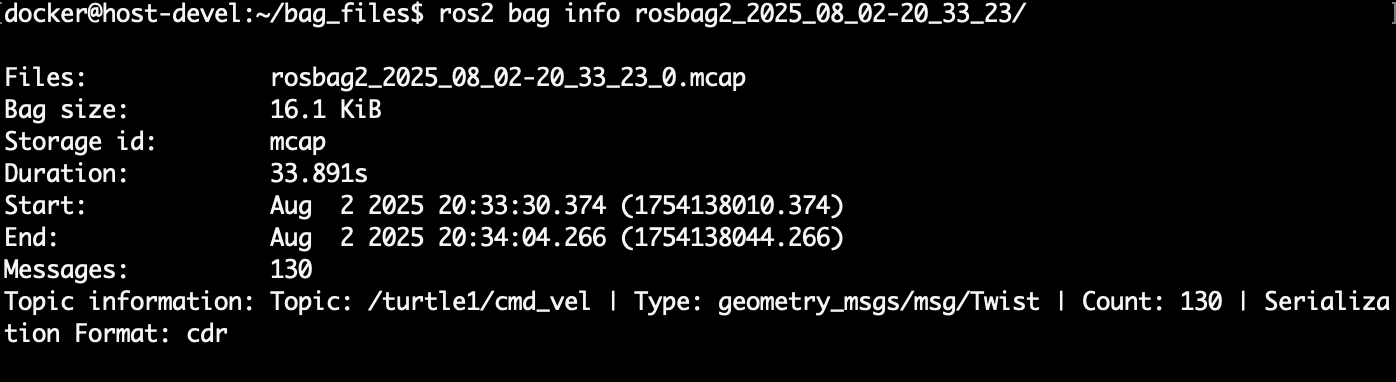 docker@host-devel:~/bag_files$ ros2 bag info rosbag2_2025_08_02-20_33_23/
Files:             rosbag2_2025_08_02-20_33_23_0.mcap
Bag size:          16.1 KiB
Storage id:        mcap
Duration:          33.891s
Start:             Aug  2 2025 20:33:30.374 (1754138010.374)
End:               Aug  2 2025 20:34:04.266 (1754138044.266)
Messages:          130
Topic information: Topic: /turtle1/cmd_vel | Type: geometry_msgs/msg/Twist | Count: 130 | Serializa
tion Format: cdr